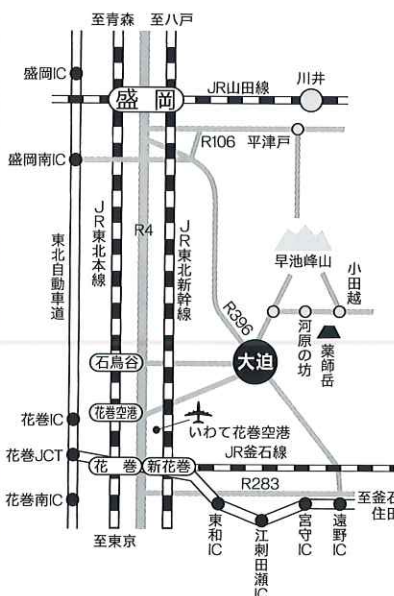 至青森
至八戸
盛岡IC
盛岡
JR山田線
川井
R106
平津戸
盛岡南IC
JR東北本線
R4
JR東北新幹線
東北自動車道
早池峰山
小田越
R396
河原の坊
薬師岳
大迫
石鳥谷
花巻空港
いわて花巻空港
花巻IC
花巻JCT
花巻
新花巻
JR釜石線
R283
花巻南IC
至東京
東和IC
江刺田瀬IC
宮守IC
遠野IC
至釜石
住田